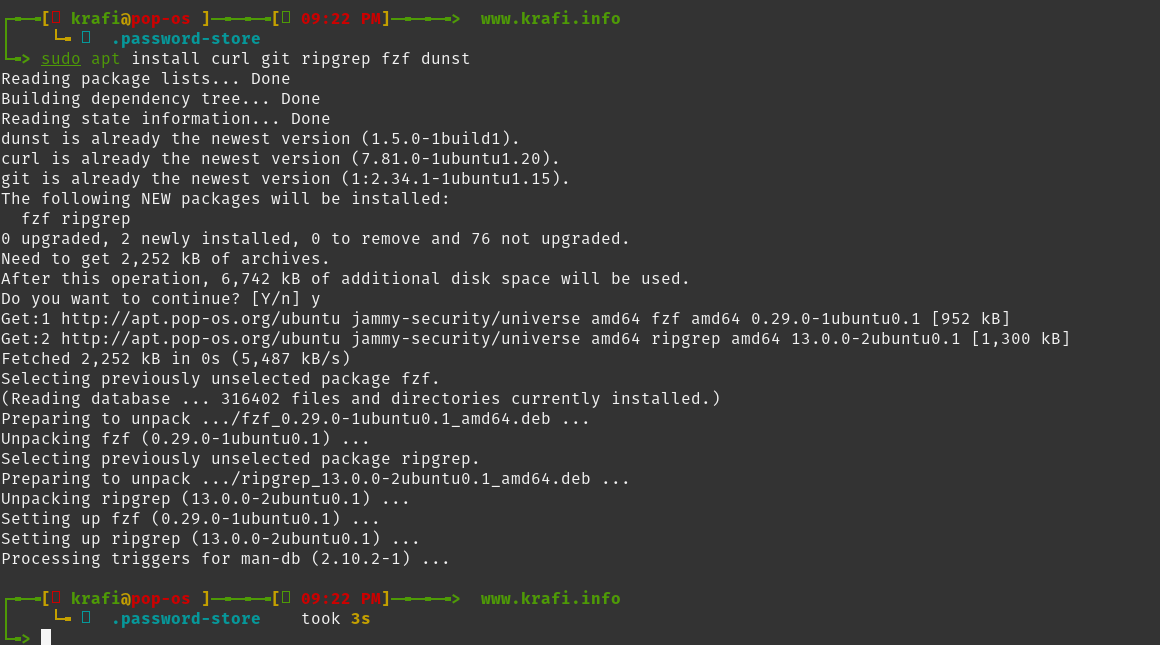 [ krafi@pop-os ]——————[ 09:22 PM]——————> www.krafi.info
.password-store
—> sudo apt install curl git ripgrep fzf dunst
Reading package lists... Done
Building dependency tree... Done
Reading state information... Done
dunst is already the newest version (1.5.0-1build1).
curl is already the newest version (7.81.0-1ubuntu1.20).
git is already the newest version (1:2.34.1-1ubuntu1.15).
The following NEW packages will be installed:
  fzf ripgrep
0 upgraded, 2 newly installed, 0 to remove and 76 not upgraded.
Need to get 2,252 kB of archives.
After this operation, 6,742 kB of additional disk space will be used.
Do you want to continue? [Y/n] y
Get:1 http://apt.pop-os.org/ubuntu jammy-security/universe amd64 fzf amd64 0.29.0-1ubuntu0.1 [952 kB]
Get:2 http://apt.pop-os.org/ubuntu jammy-security/universe amd64 ripgrep amd64 13.0.0-2ubuntu0.1 [1,300 kB]
Fetched 2,252 kB in 0s (5,487 kB/s)
Selecting previously unselected package fzf.
(Reading database ... 316402 files and directories currently installed.)
Preparing to unpack .../fzf_0.29.0-1ubuntu0.1_amd64.deb ...
Unpacking fzf (0.29.0-1ubuntu0.1) ...
Selecting previously unselected package ripgrep.
Preparing to unpack .../ripgrep_13.0.0-2ubuntu0.1_amd64.deb ...
Unpacking ripgrep (13.0.0-2ubuntu0.1) ...
Setting up fzf (0.29.0-1ubuntu0.1) ...
Setting up ripgrep (13.0.0-2ubuntu0.1) ...
Processing triggers for man-db (2.10.2-1) ...
[ krafi@pop-os ]——————[ 09:22 PM]——————> www.krafi.info
.password-store    took 3s
—>